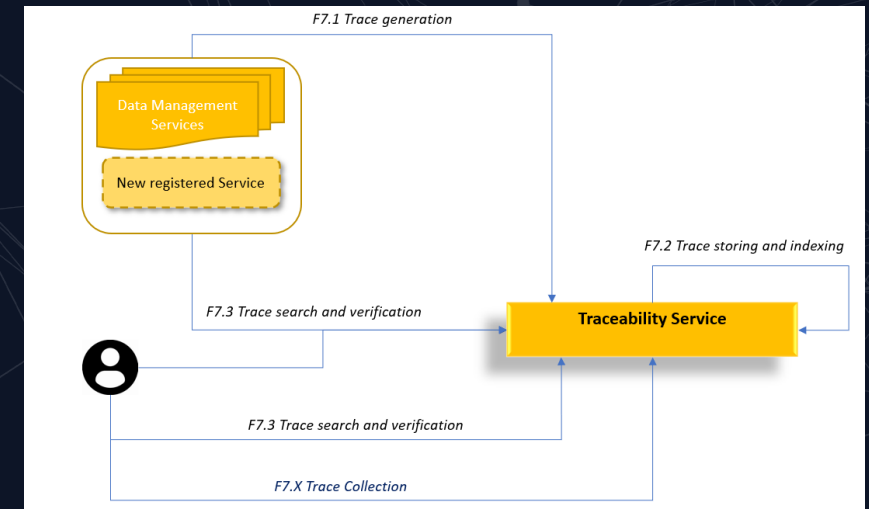 F7.1 Trace generation
Data Management
Services
New registered Service
F7.2 Trace storing and indexing
F7.3 Trace search and verification
Traceability Service
F7.3 Trace search and verification
F7.X Trace Collection